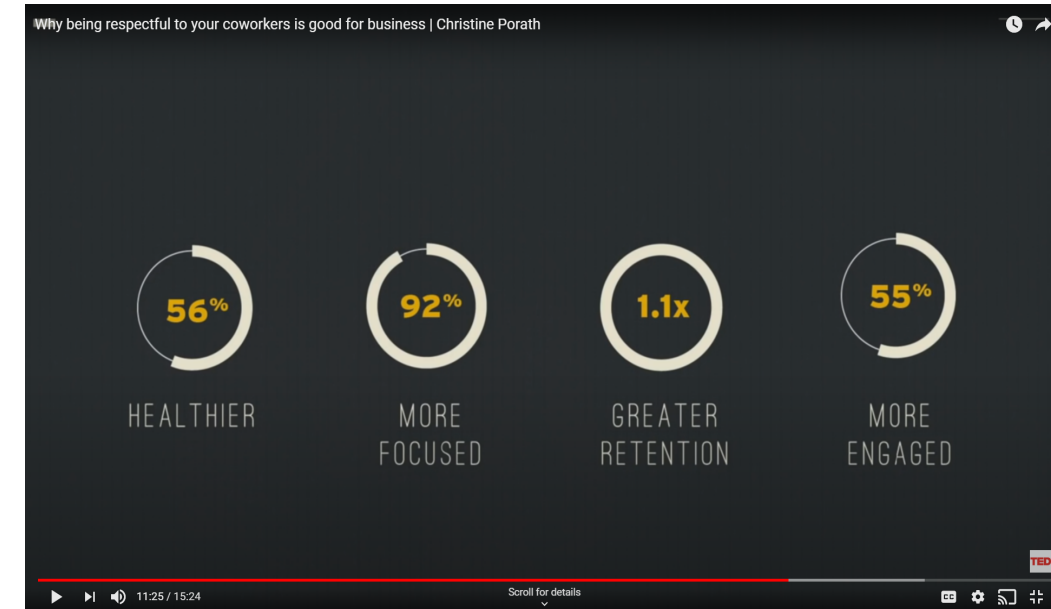 Why being respectful to your coworkers is good for business | Christine Porath
56%
HEALTHIER
92%
MORE
FOCUSED
1.1x
GREATER
RETENTION
55%
MORE
ENGAGED
TED
11:25 / 15:24
Scroll for details
CC